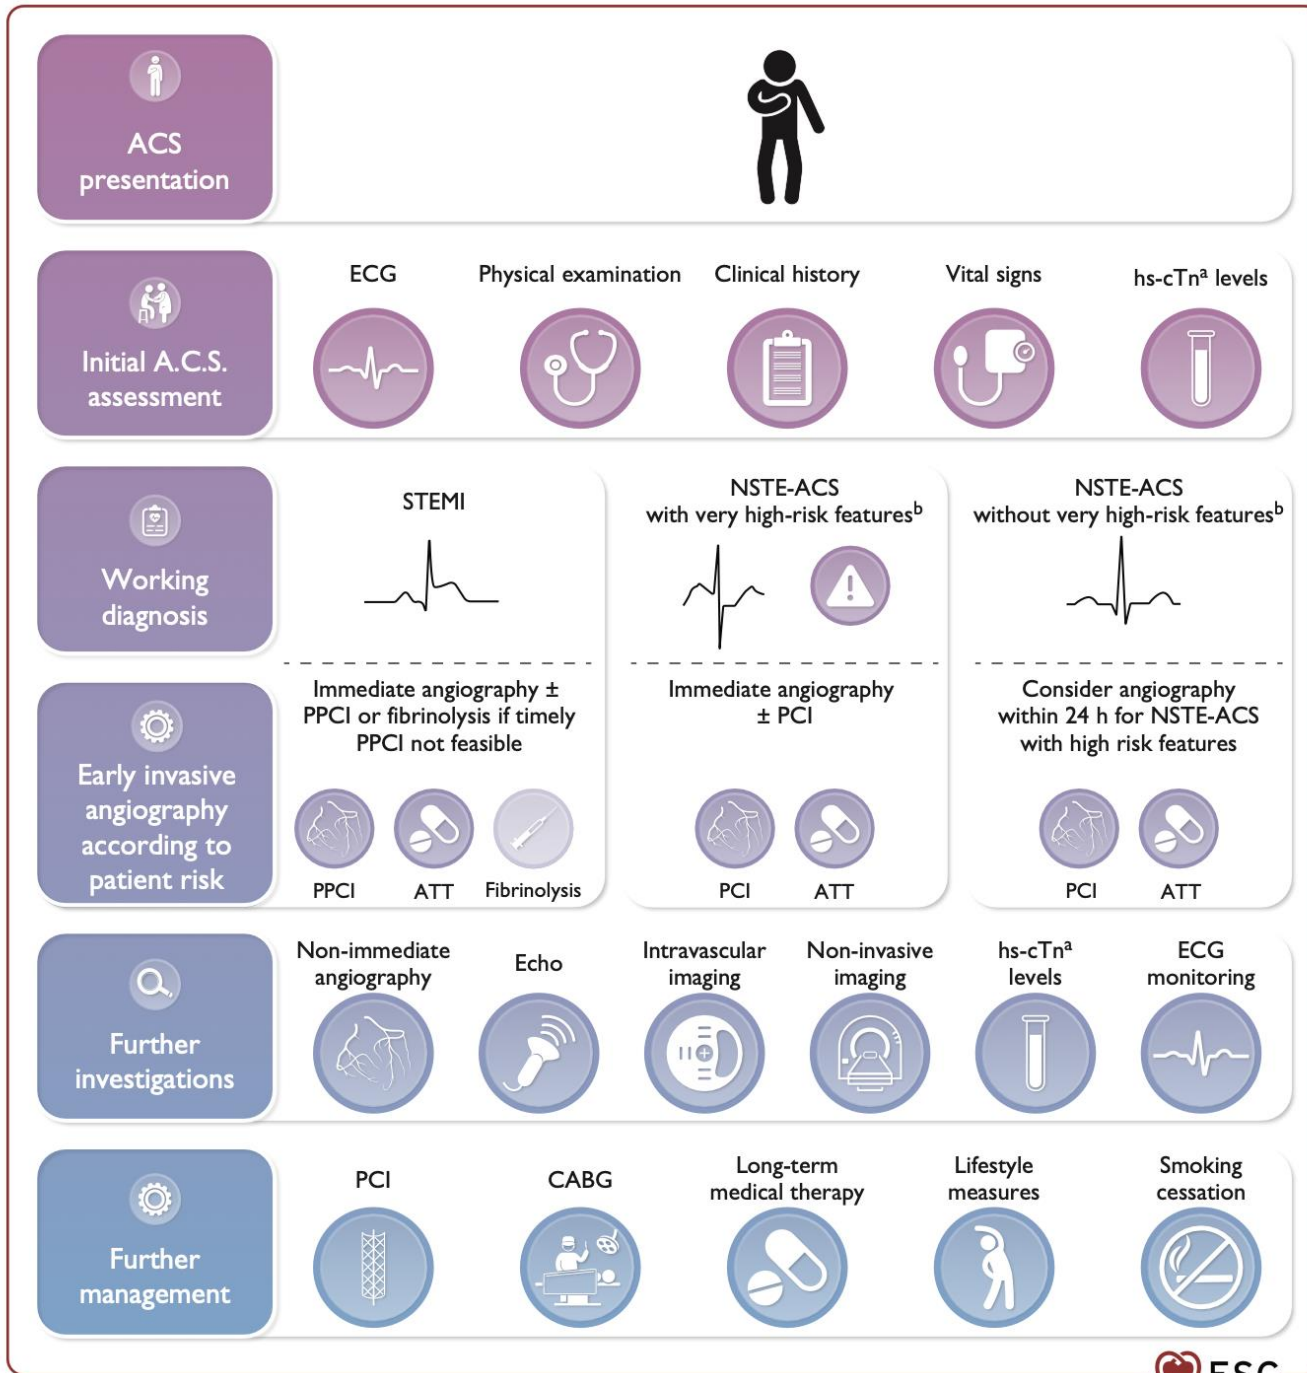 ACS
presentation
ECG
Physical examination
Clinical history
Vital signs
hs-cTnᵃ levels
Initial A.C.S.
assessment
Working
diagnosis
STEMI
NSTE-ACS
with very high-risk featuresᵇ
NSTE-ACS
without very high-risk featuresᵇ
Early invasive
angiography
according to
patient risk
Immediate angiography ±
PPCI or fibrinolysis if timely
PPCI not feasible
PPCI
ATT
Fibrinolysis
Immediate angiography
± PCI
PCI
ATT
Consider angiography
within 24 h for NSTE-ACS
with high risk features
PCI
ATT
Further
investigations
Non-immediate
angiography
Echo
Intravascular
imaging
Non-invasive
imaging
hs-cTnᵃ
levels
ECG
monitoring
Further
management
PCI
CABG
Long-term
medical therapy
Lifestyle
measures
Smoking
cessation
ESC